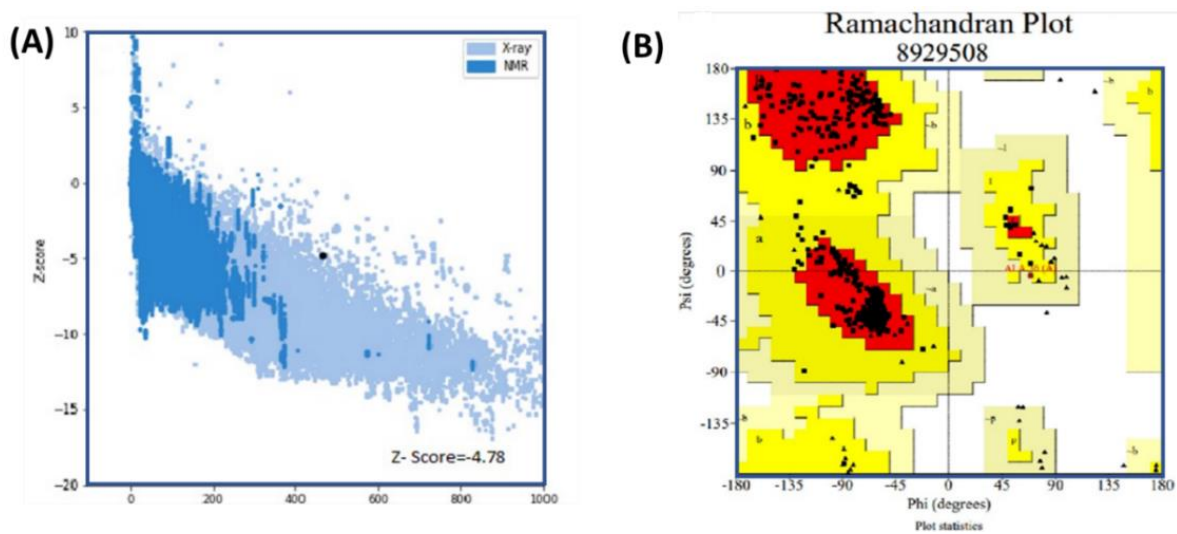 (A)
10
5
0
−5
−10
−15
−20
Z-score
X-ray
NMR
Z- Score=-4.78
0 200 400 600 800 1000
(B)
Ramachandran Plot
8929508
180
135
90
45
0
-45
-90
-135
Psi (degrees)
b
~b
~b
b
b
~l
l
a
~a
~b
b
~p
p
~b
-180 -135 -90 -45 0 45 90 135 180
Phi (degrees)
Plot statistics